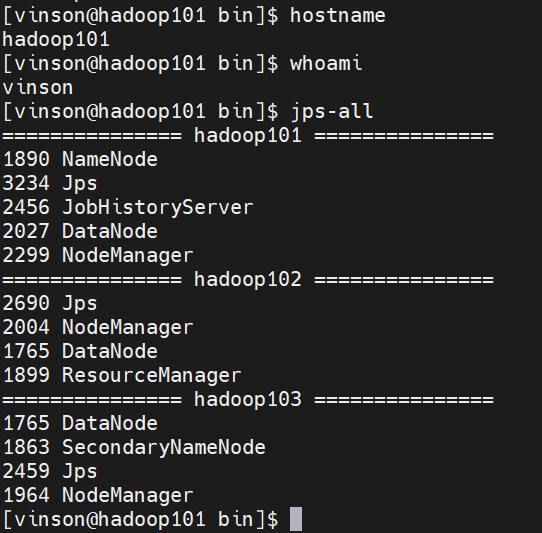 [vinson@hadoop101 bin]$ hostname
hadoop101
[vinson@hadoop101 bin]$ whoami
vinson
[vinson@hadoop101 bin]$ jps-all
=============== hadoop101 ===============
1890 NameNode
3234 Jps
2456 JobHistoryServer
2027 DataNode
2299 NodeManager
=============== hadoop102 ===============
2690 Jps
2004 NodeManager
1765 DataNode
1899 ResourceManager
=============== hadoop103 ===============
1765 DataNode
1863 SecondaryNameNode
2459 Jps
1964 NodeManager
[vinson@hadoop101 bin]$